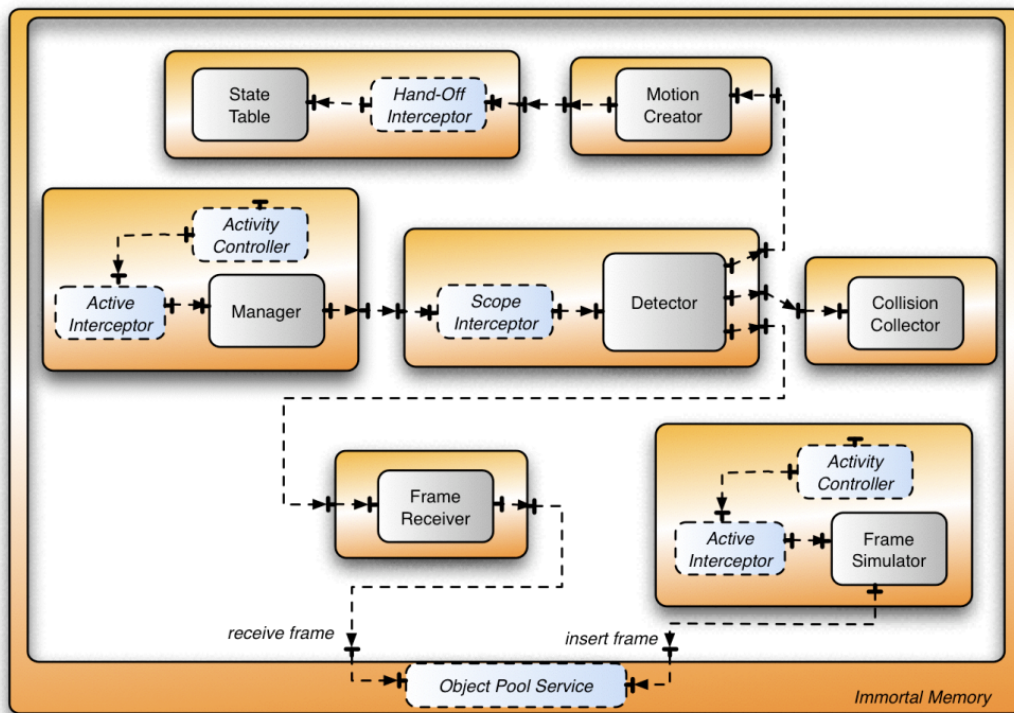 State
Table
Hand-Off
Interceptor
Motion
Creator
Activity
Controller
Active
Interceptor
Manager
Scope
Interceptor
Detector
Collision
Collector
Frame
Receiver
Activity
Controller
Active
Interceptor
Frame
Simulator
receive frame
insert frame
Object Pool Service
Immortal Memory